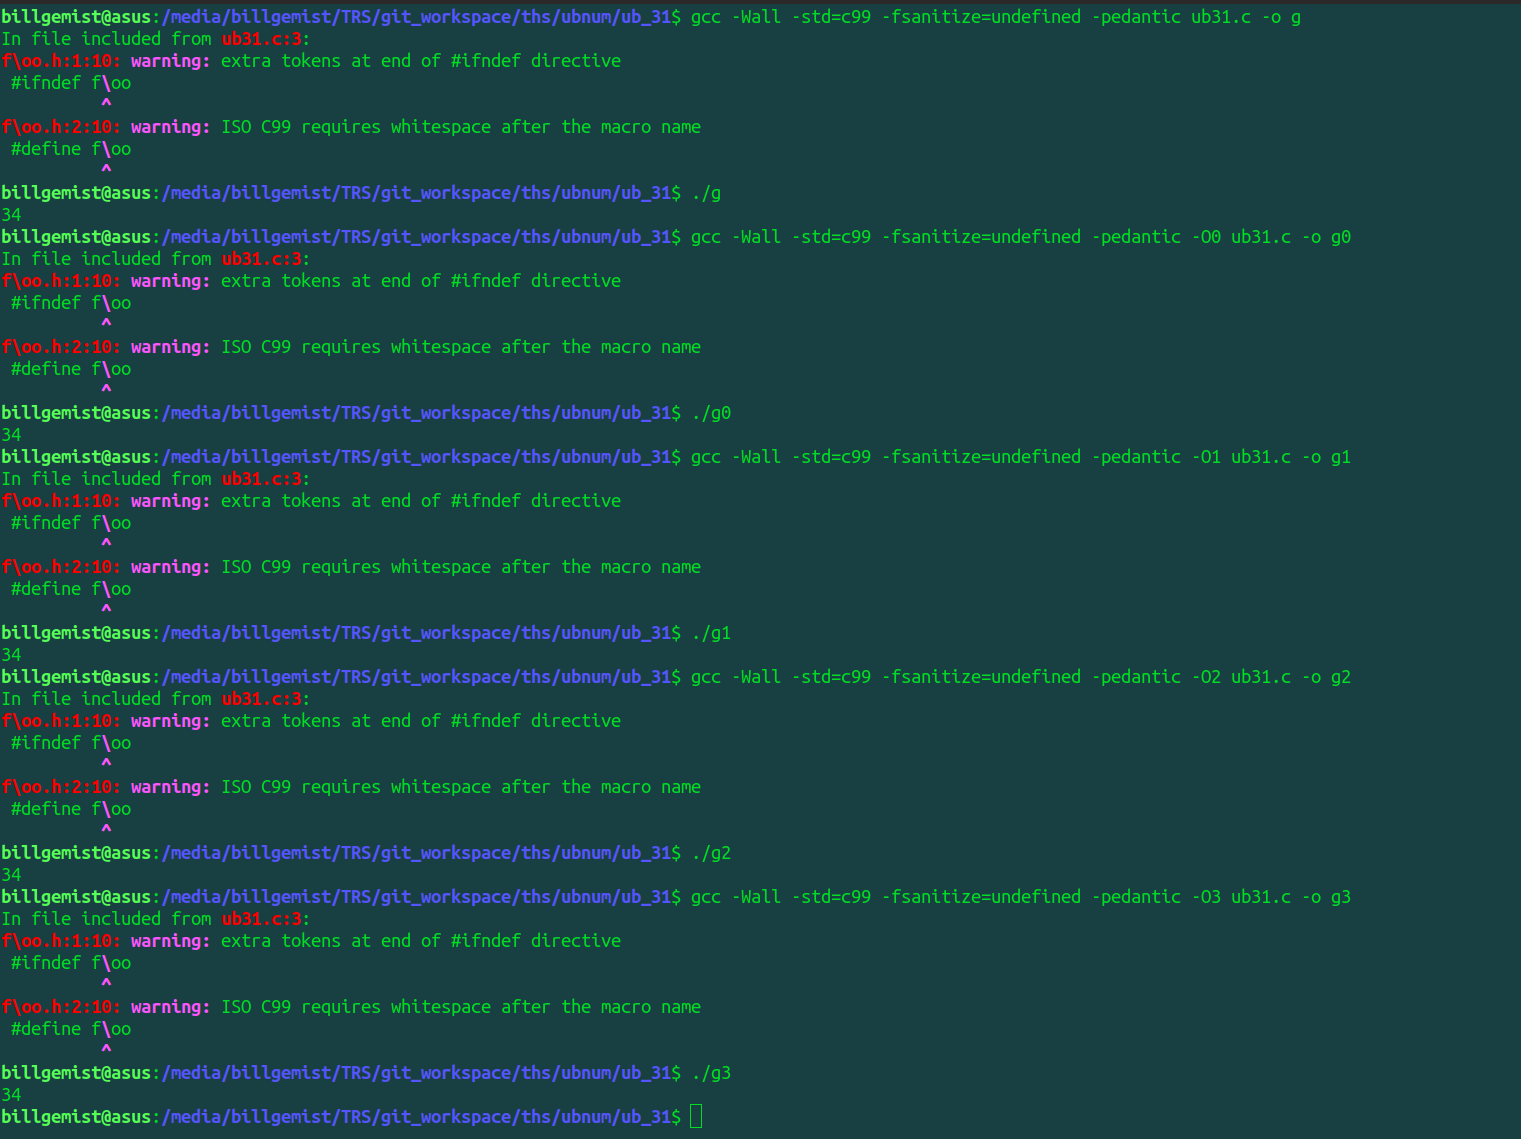 billgemist@asus:/media/billgemist/TRS/git_workspace/ths/ubnum/ub_31$ gcc -Wall -std=c99 -fsanitize=undefined -pedantic ub31.c -o g
In file included from ub31.c:3:
f\oo.h:1:10: warning: extra tokens at end of #ifndef directive
 #ifndef f\oo
          ^
f\oo.h:2:10: warning: ISO C99 requires whitespace after the macro name
 #define f\oo
          ^
billgemist@asus:/media/billgemist/TRS/git_workspace/ths/ubnum/ub_31$ ./g
34
billgemist@asus:/media/billgemist/TRS/git_workspace/ths/ubnum/ub_31$ gcc -Wall -std=c99 -fsanitize=undefined -pedantic -O0 ub31.c -o g0
In file included from ub31.c:3:
f\oo.h:1:10: warning: extra tokens at end of #ifndef directive
 #ifndef f\oo
          ^
f\oo.h:2:10: warning: ISO C99 requires whitespace after the macro name
 #define f\oo
          ^
billgemist@asus:/media/billgemist/TRS/git_workspace/ths/ubnum/ub_31$ ./g0
34
billgemist@asus:/media/billgemist/TRS/git_workspace/ths/ubnum/ub_31$ gcc -Wall -std=c99 -fsanitize=undefined -pedantic -O1 ub31.c -o g1
In file included from ub31.c:3:
f\oo.h:1:10: warning: extra tokens at end of #ifndef directive
 #ifndef f\oo
          ^
f\oo.h:2:10: warning: ISO C99 requires whitespace after the macro name
 #define f\oo
          ^
billgemist@asus:/media/billgemist/TRS/git_workspace/ths/ubnum/ub_31$ ./g1
34
billgemist@asus:/media/billgemist/TRS/git_workspace/ths/ubnum/ub_31$ gcc -Wall -std=c99 -fsanitize=undefined -pedantic -O2 ub31.c -o g2
In file included from ub31.c:3:
f\oo.h:1:10: warning: extra tokens at end of #ifndef directive
 #ifndef f\oo
          ^
f\oo.h:2:10: warning: ISO C99 requires whitespace after the macro name
 #define f\oo
          ^
billgemist@asus:/media/billgemist/TRS/git_workspace/ths/ubnum/ub_31$ ./g2
34
billgemist@asus:/media/billgemist/TRS/git_workspace/ths/ubnum/ub_31$ gcc -Wall -std=c99 -fsanitize=undefined -pedantic -O3 ub31.c -o g3
In file included from ub31.c:3:
f\oo.h:1:10: warning: extra tokens at end of #ifndef directive
 #ifndef f\oo
          ^
f\oo.h:2:10: warning: ISO C99 requires whitespace after the macro name
 #define f\oo
          ^
billgemist@asus:/media/billgemist/TRS/git_workspace/ths/ubnum/ub_31$ ./g3
34
billgemist@asus:/media/billgemist/TRS/git_workspace/ths/ubnum/ub_31$